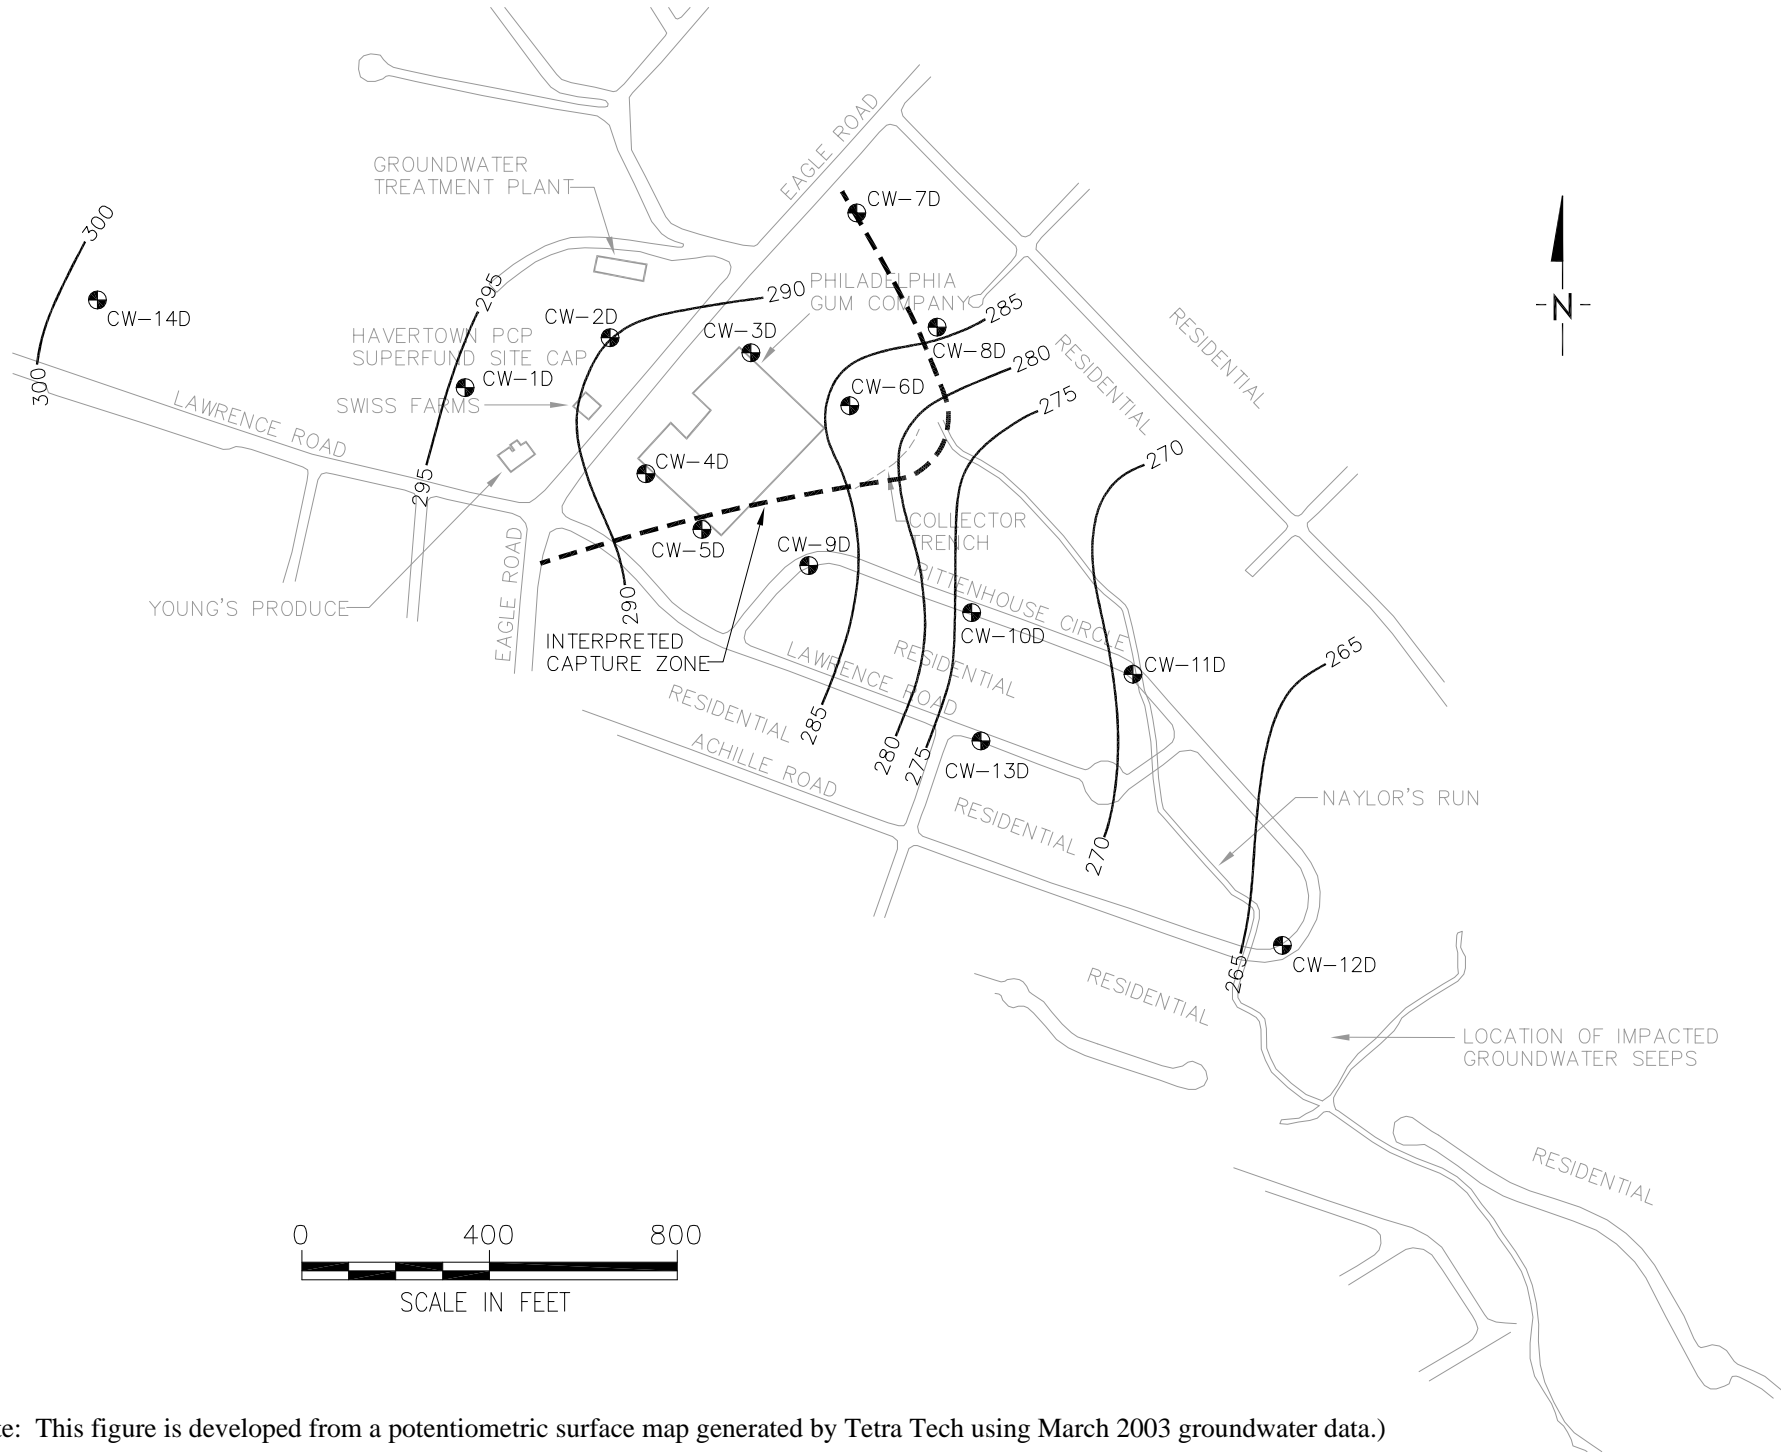 EAGLE ROAD
GROUNDWATER
TREATMENT PLANT
CW-7D
300
295
PHILADELPHIA
GUM COMPANY
290
285
CW-14D
CW-2D
CW-3D
HAVERTOWN PCP
SUPERFUND SITE CAP
CW-8D
280
RESIDENTIAL
RESIDENTIAL
N
300
CW-1D
CW-6D
SWISS FARMS
275
LAWRENCE ROAD
CW-4D
270
295
COLLECTOR
TRENCH
CW-5D
CW-9D
EAGLE ROAD
YOUNG'S PRODUCE
290
RITTENHOUSE CIRCLE
CW-10D
INTERPRETED
CAPTURE ZONE
LAWRENCE ROAD
RESIDENTIAL
CW-11D
265
RESIDENTIAL
285
280
275
ACHILLE ROAD
CW-13D
RESIDENTIAL
NAYLOR'S RUN
270
265
CW-12D
RESIDENTIAL
LOCATION OF IMPACTED
GROUNDWATER SEEPS
RESIDENTIAL
0 400 800
SCALE IN FEET
te: This figure is developed from a potentiometric surface map generated by Tetra Tech using March 2003 groundwater data.)